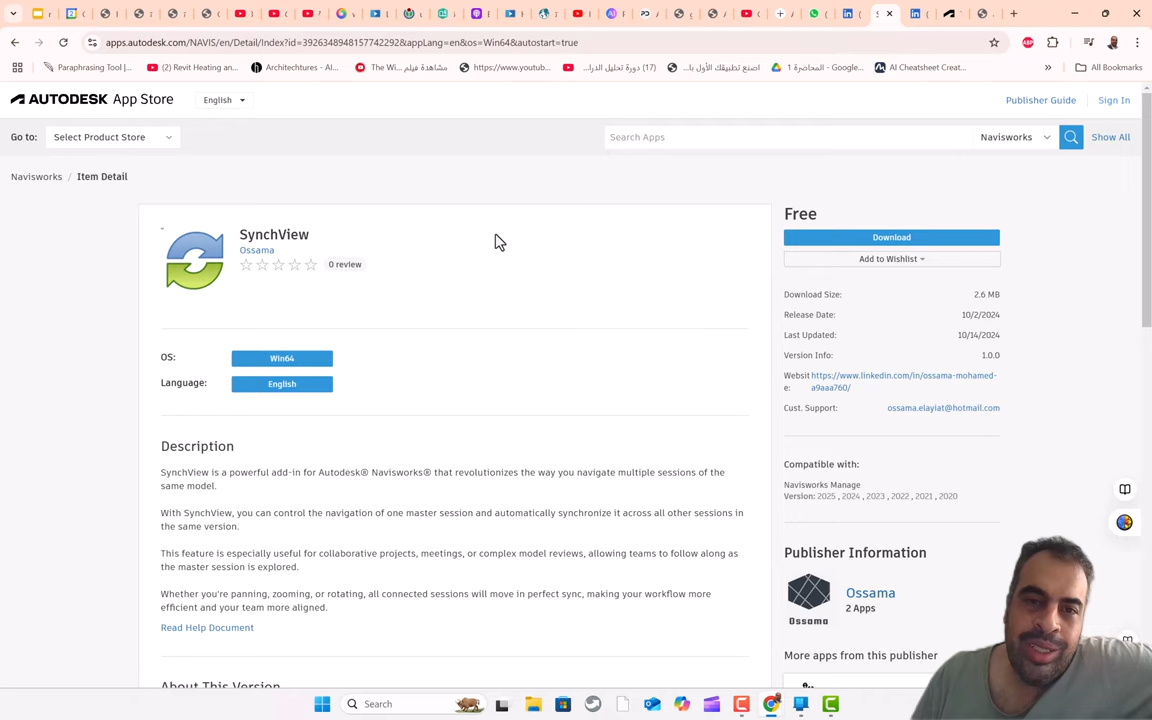 apps.autodesk.com/NAVIS/en/Detail/Index?id=3926348948157742292&appLang=en&os=Win64&autostart=true
Paraphrasing Tool |...
(2) Revit Heating an...
Architechtures - AI...
The Wi... مشاهدة فيلم
https://www.youtub...
(17) دورة تحليل الدرا...
اصنع تطبيقك الأول با...
المحاضرة 1 - Google...
AI Cheatsheet Creat...
»
All Bookmarks
AUTODESK App Store
English
Publisher Guide
Sign In
Go to:
Select Product Store
Search Apps
Navisworks
Show All
Navisworks / Item Detail
SynchView
Ossama
0 review
OS:
Win64
Language:
English
Description
SynchView is a powerful add-in for Autodesk® Navisworks® that revolutionizes the way you navigate multiple sessions of the
same model.
With SynchView, you can control the navigation of one master session and automatically synchronize it across all other sessions in
the same version.
This feature is especially useful for collaborative projects, meetings, or complex model reviews, allowing teams to follow along as
the master session is explored.
Whether you're panning, zooming, or rotating, all connected sessions will move in perfect sync, making your workflow more
efficient and your team more aligned.
Read Help Document
About This Version
Free
Download
Add to Wishlist
Download Size: 2.6 MB
Release Date: 10/2/2024
Last Updated: 10/14/2024
Version Info: 1.0.0
Websit https://www.linkedin.com/in/ossama-mohamed-
e: a9aaa760/
Cust. Support: ossama.elayiat@hotmail.com
Compatible with:
Navisworks Manage
Version: 2025 , 2024 , 2023 , 2022 , 2021 , 2020
Publisher Information
Ossama
Ossama
2 Apps
More apps from this publisher
Search